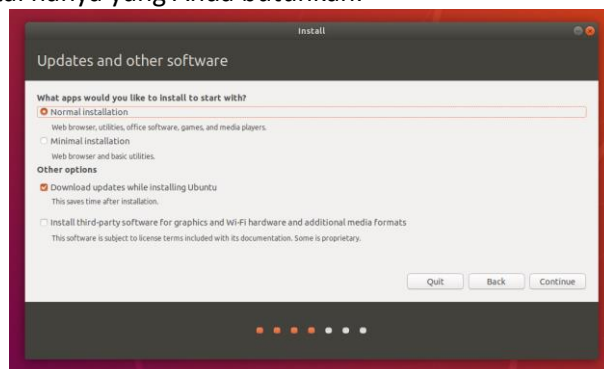 yang Anda butuhkan.
Install
Updates and other software
What apps would you like to install to start with?
Normal installation
Web browser, utilities, office software, games, and media players.
Minimal installation
Web browser and basic utilities.
Other options
Download updates while installing Ubuntu
This saves time after installation.
Install third-party software for graphics and Wi-Fi hardware and additional media formats
This software is subject to license terms included with its documentation. Some is proprietary.
Quit Back Continue